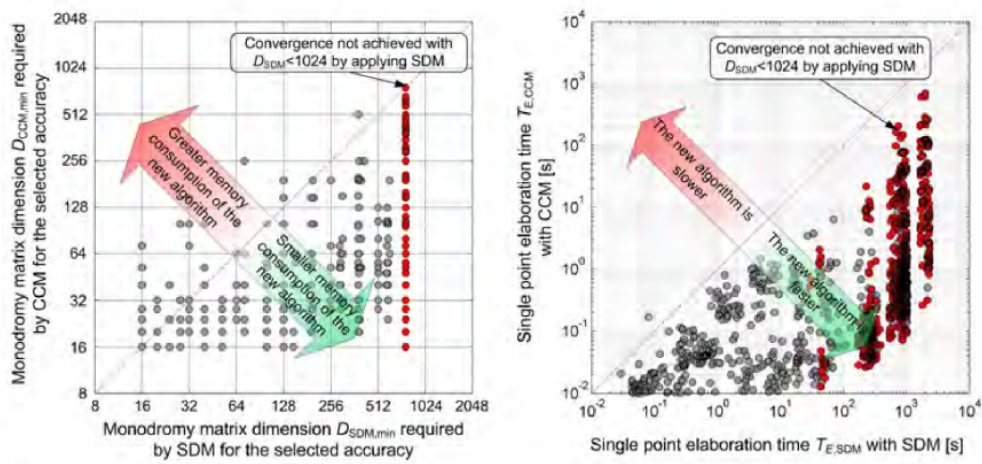 2048
1024
512
256
128
64
32
16
8
8
16
32
64
128
256
512
1024
2048
Monodromy matrix dimension D_CCM,min required
by CCM for the selected accuracy
Monodromy matrix dimension D_SDM,min required
by SDM for the selected accuracy
Convergence not achieved with
D_SDM<1024 by applying SDM
Greater memory
consumption of the
new algorithm
Smaller memory
consumption of the
new algorithm
10^4
10^3
10^2
10^1
10^0
10^-1
10^-2
10^-2
10^-1
10^0
10^1
10^2
10^3
10^4
Single point elaboration time T_E,CCM
with CCM [s]
Single point elaboration time T_E,SDM with SDM [s]
Convergence not achieved with
D_SDM<1024 by applying SDM
The new algorithm is
slower
The new algorithm is
faster